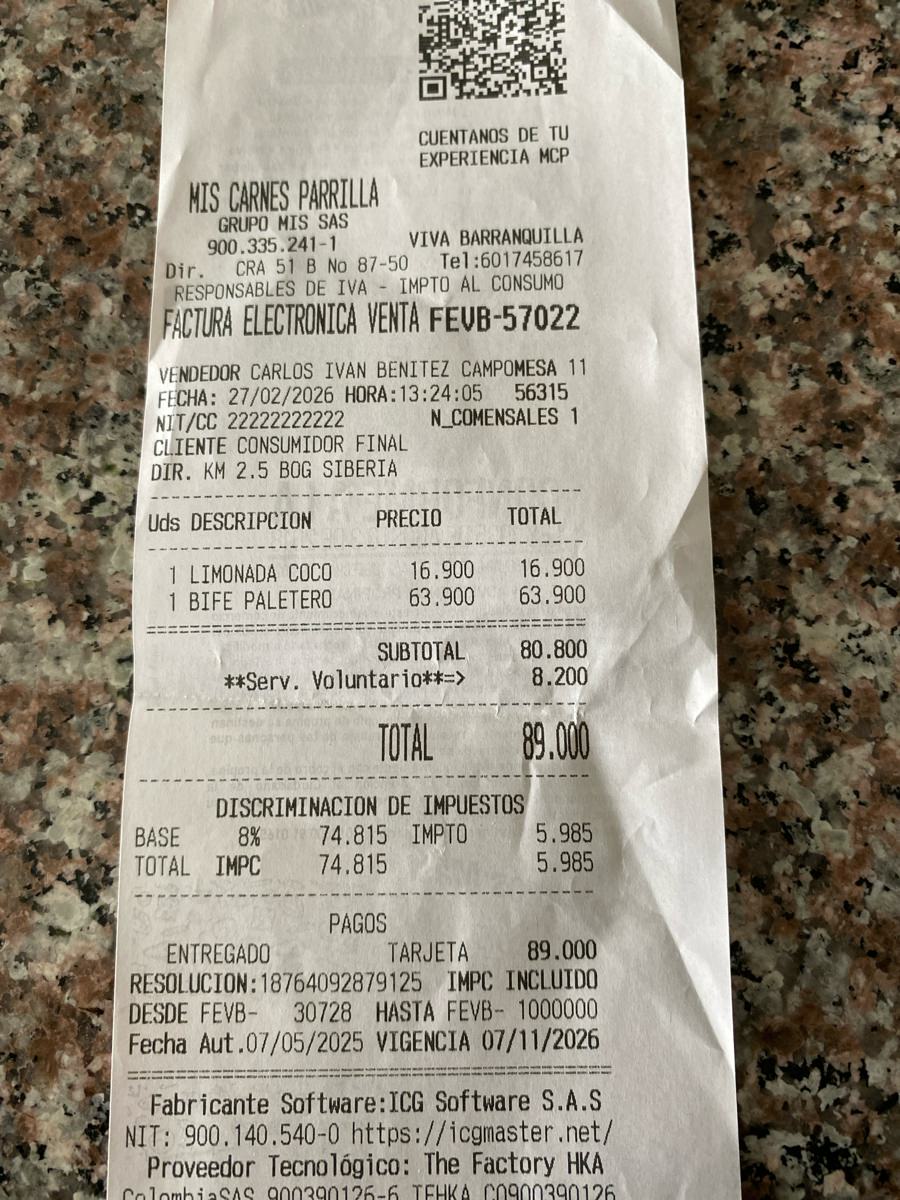 CUENTANOS DE TU
EXPERIENCIA MCP
MIS CARNES PARRILLA
GRUPO MIS SAS
900.335.241-1 VIVA BARRANQUILLA
Dir. CRA 51 B No 87-50 Tel:6017458617
RESPONSABLES DE IVA - IMPTO AL CONSUMO
FACTURA ELECTRONICA VENTA FEVB-57022
VENDEDOR CARLOS IVAN BENITEZ CAMPOMESA 11
FECHA: 27/02/2026 HORA:13:24:05 56315
NIT/CC 22222222222 N_COMENSALES 1
CLIENTE CONSUMIDOR FINAL
DIR. KM 2.5 BOG SIBERIA
Uds DESCRIPCION PRECIO TOTAL
1 LIMONADA COCO 16.900 16.900
1 BIFE PALETERO 63.900 63.900
SUBTOTAL 80.800
**Serv. Voluntario**=> 8.200
TOTAL 89.000
DISCRIMINACION DE IMPUESTOS
BASE 8% 74.815 IMPTO 5.985
TOTAL IMPC 74.815 5.985
PAGOS
ENTREGADO TARJETA 89.000
RESOLUCION:18764092879125 IMPC INCLUIDO
DESDE FEVB- 30728 HASTA FEVB- 1000000
Fecha Aut.07/05/2025 VIGENCIA 07/11/2026
Fabricante Software:ICG Software S.A.S
NIT: 900.140.540-0 https://icgmaster.net/
Proveedor Tecnológico: The Factory HKA
ColombiaSAS 900390126-6 TFHKA CO900390126